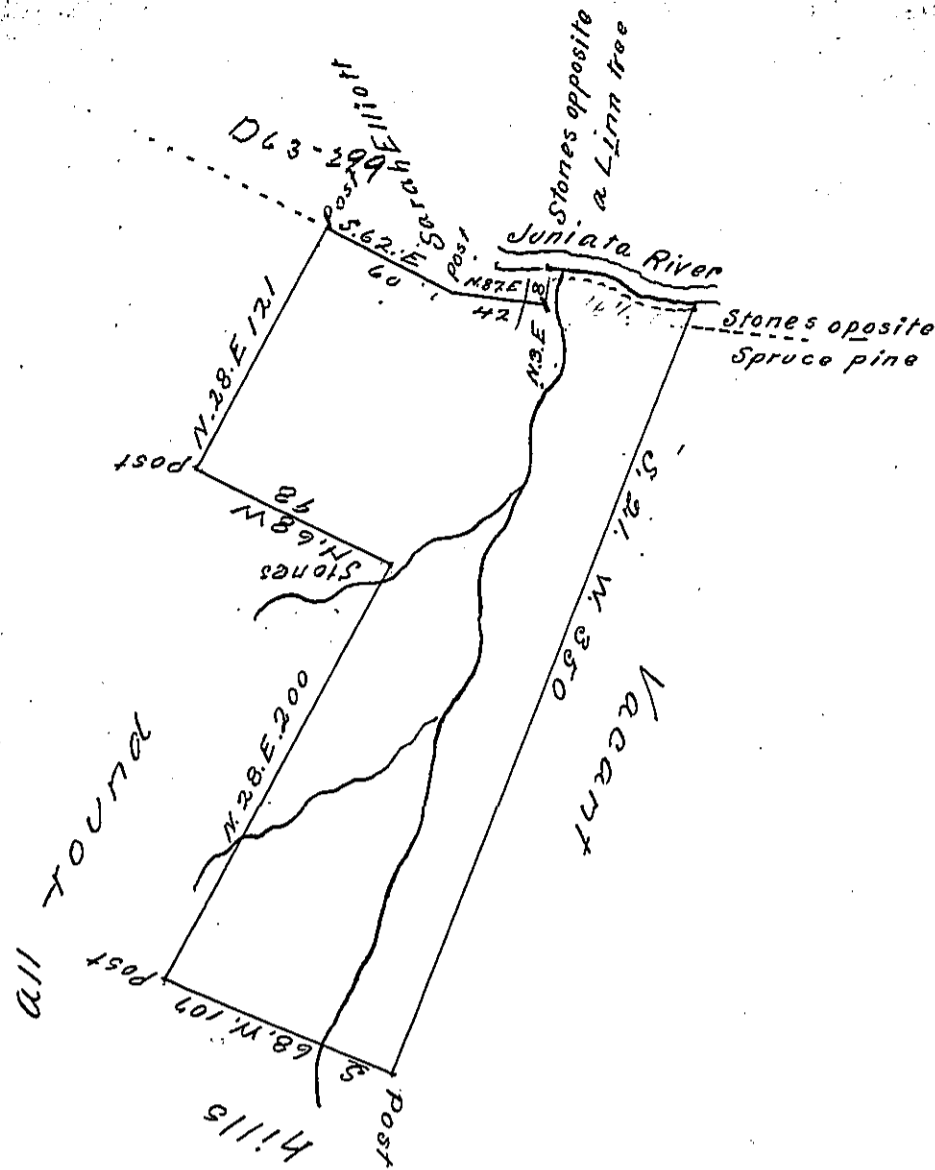 Stones opposite
a Linn tree
D63-299
Sarah Elliott
Post
S.62.E
60
Post
N.87.E
42
8
N.3.E
Juniata River
Stones oposite
Spruce pine
N.28.E.121
Post
N.68 W
98
Stones
N.28.E.200
S. 21. W. 350
Vacant
all round
Post
S 68.W.107
Post
hills